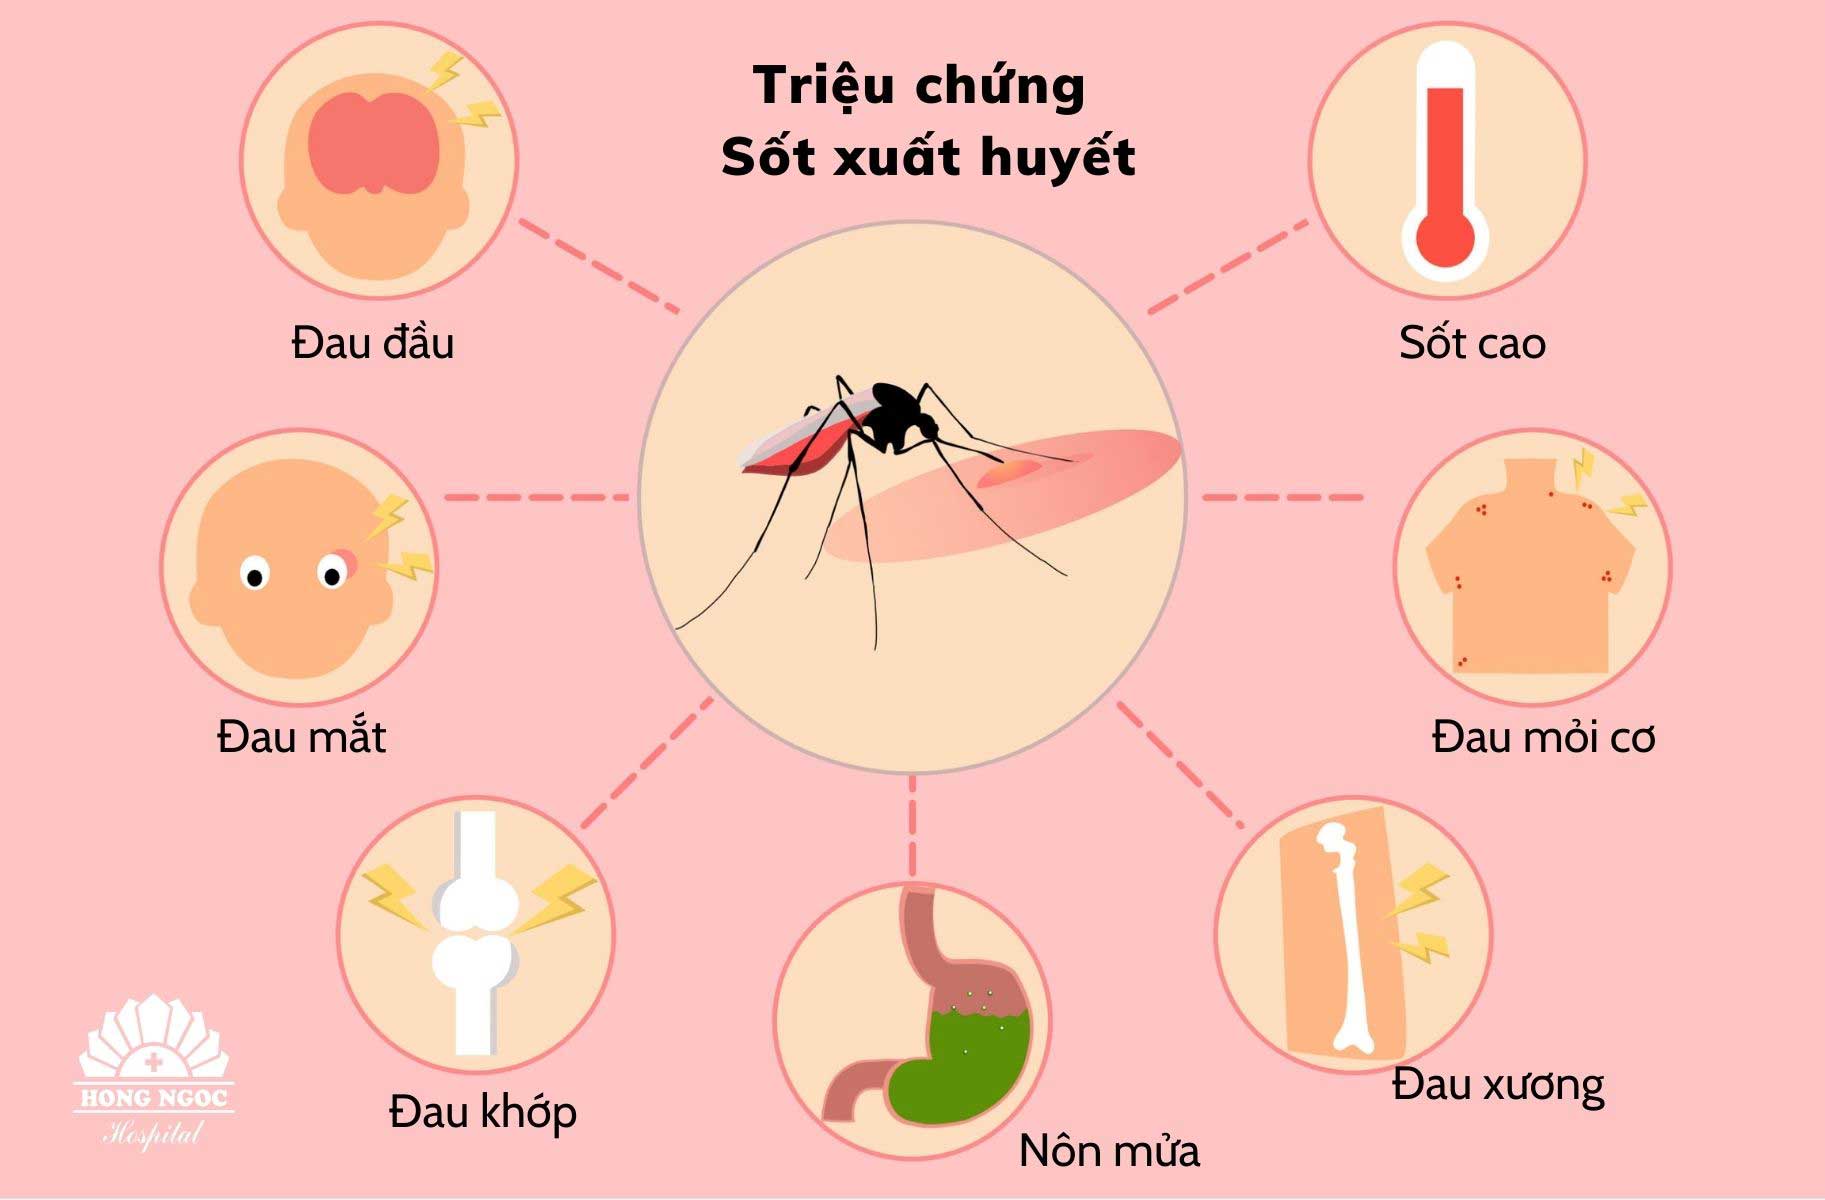 Triệu chứng
Sốt xuất huyết
Đau đầu
Sốt cao
Đau mắt
Đau mỏi cơ
Đau khớp
Đau xương
Nôn mửa
HONG NGOC
Hospital